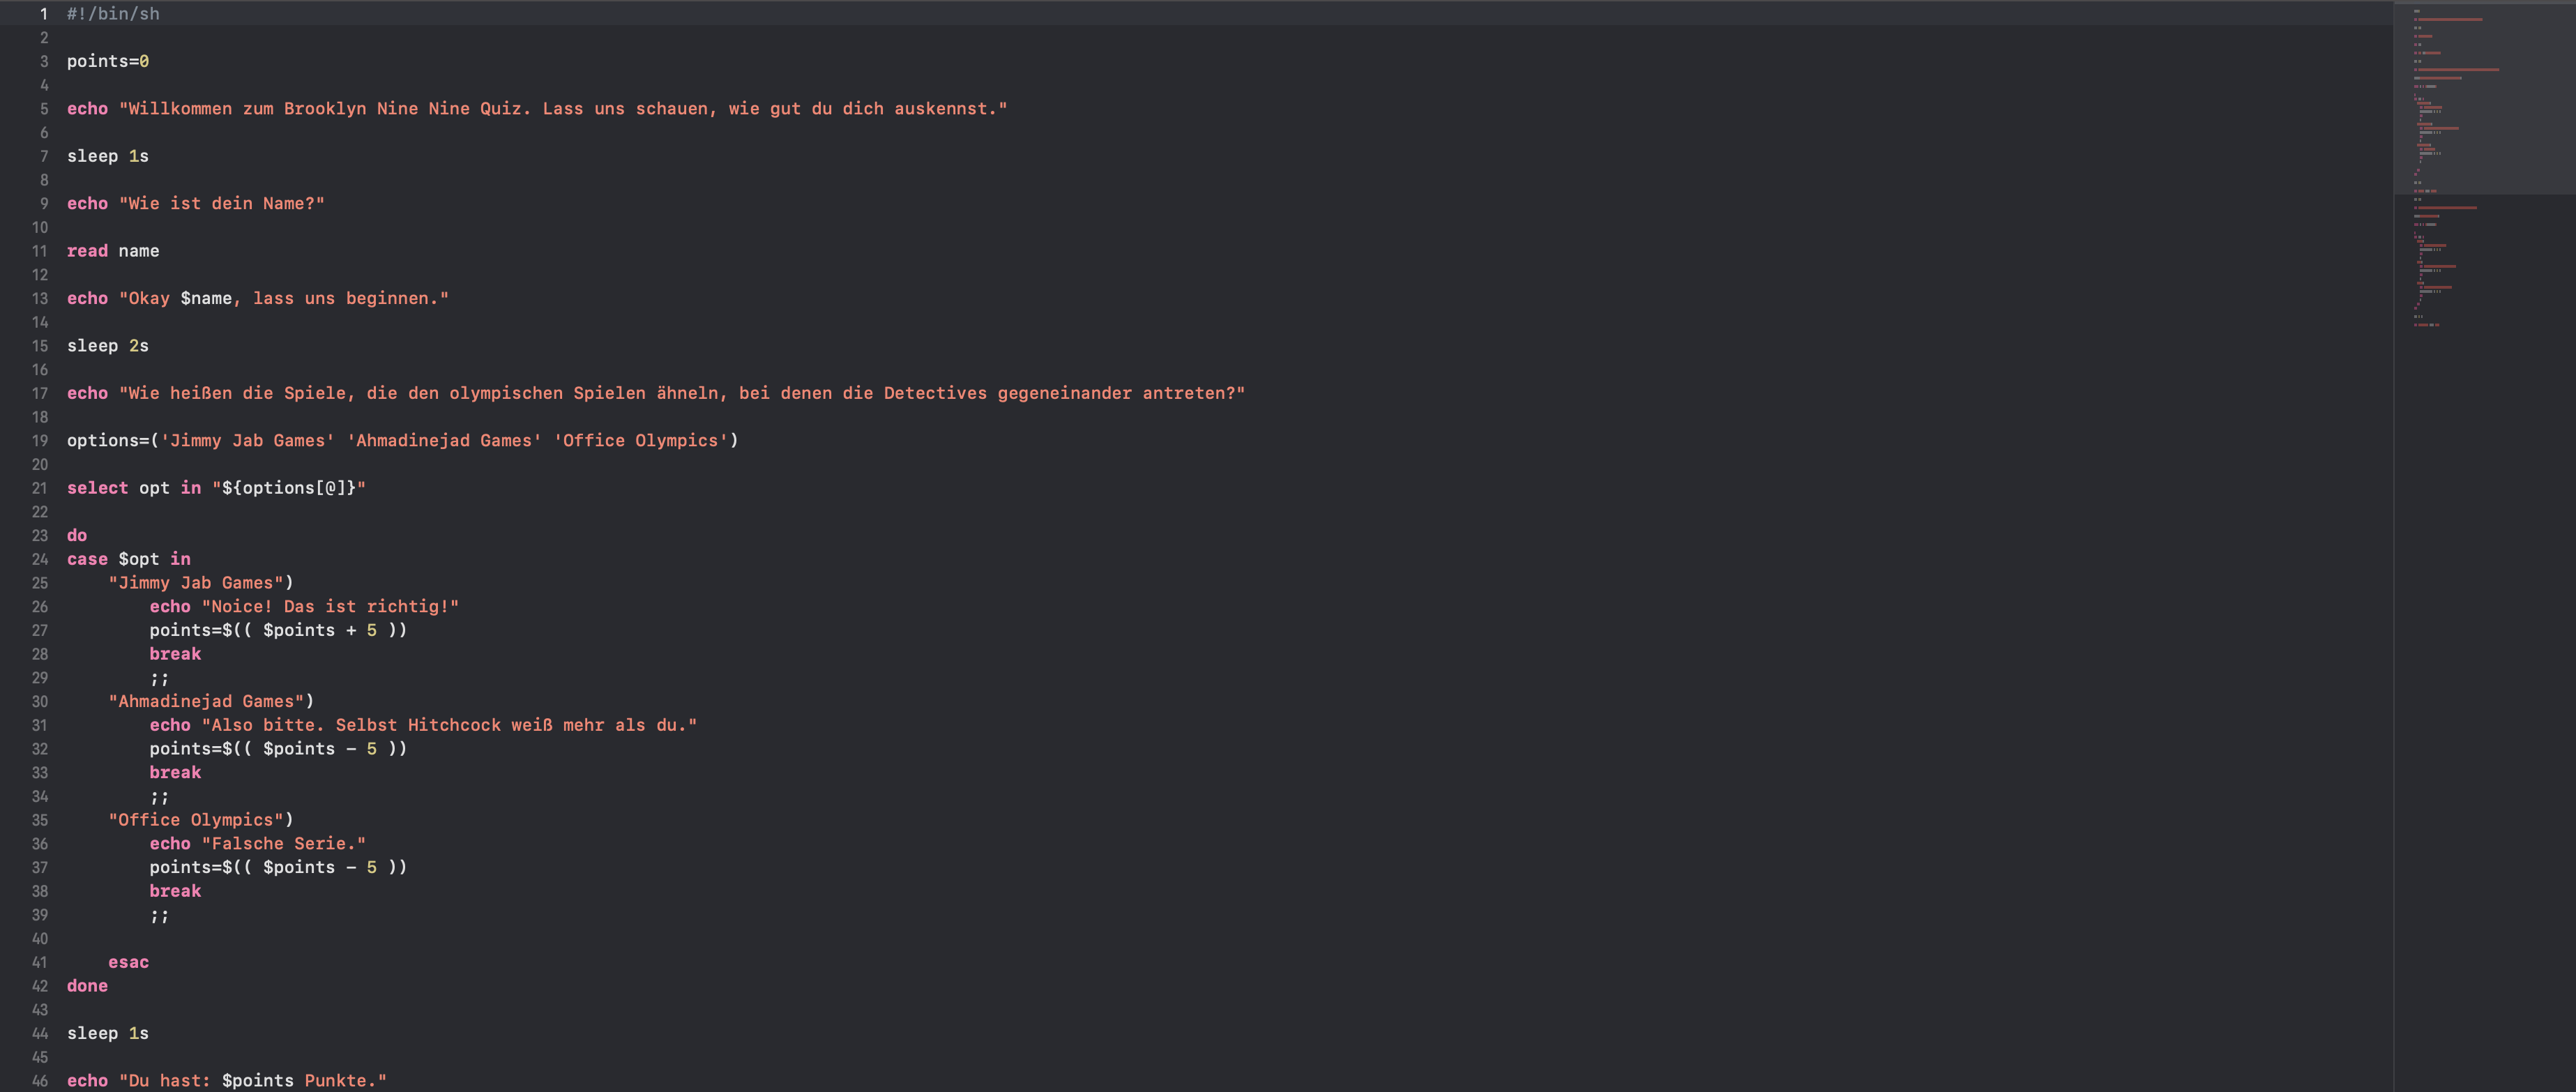 1 #!/bin/sh
2
3 points=0
4
5 echo "Willkommen zum Brooklyn Nine Nine Quiz. Lass uns schauen, wie gut du dich auskennst."
6
7 sleep 1s
8
9 echo "Wie ist dein Name?"
10
11 read name
12
13 echo "Okay $name, lass uns beginnen."
14
15 sleep 2s
16
17 echo "Wie heißen die Spiele, die den olympischen Spielen ähneln, bei denen die Detectives gegeneinander antreten?"
18
19 options=('Jimmy Jab Games' 'Ahmadinejad Games' 'Office Olympics')
20
21 select opt in "${options[@]}"
22
23 do
24 case $opt in
25     "Jimmy Jab Games")
26         echo "Noice! Das ist richtig!"
27         points=$(( $points + 5 ))
28         break
29         ;;
30     "Ahmadinejad Games")
31         echo "Also bitte. Selbst Hitchcock weiß mehr als du."
32         points=$(( $points - 5 ))
33         break
34         ;;
35     "Office Olympics")
36         echo "Falsche Serie."
37         points=$(( $points - 5 ))
38         break
39         ;;
40
41     esac
42 done
43
44 sleep 1s
45
46 echo "Du hast: $points Punkte."